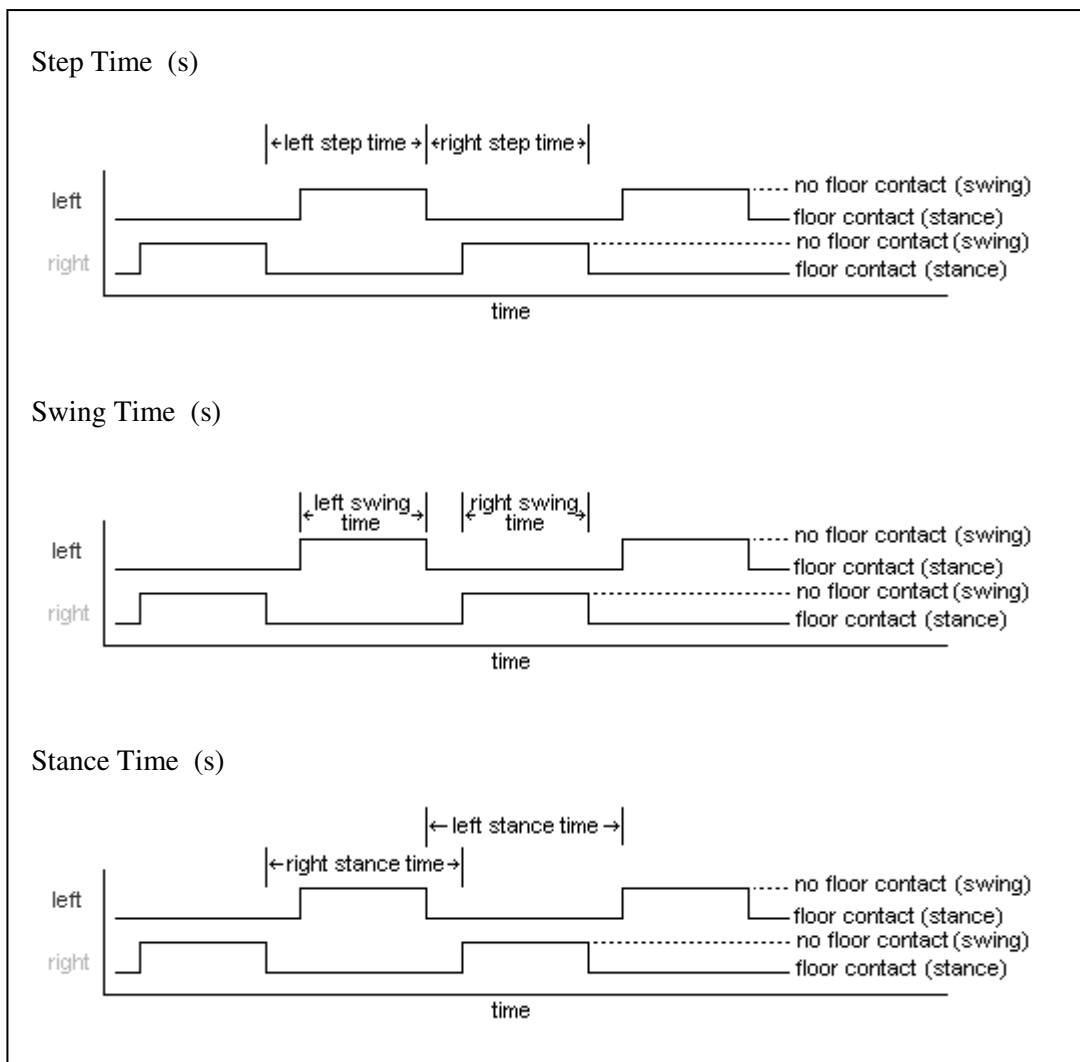 Step Time (s)
left step time
right step time
left
no floor contact (swing)
floor contact (stance)
right
no floor contact (swing)
floor contact (stance)
time
Swing Time (s)
left swing
time
right swing
time
left
no floor contact (swing)
floor contact (stance)
right
no floor contact (swing)
floor contact (stance)
time
Stance Time (s)
left stance time
right stance time
left
no floor contact (swing)
floor contact (stance)
right
no floor contact (swing)
floor contact (stance)
time